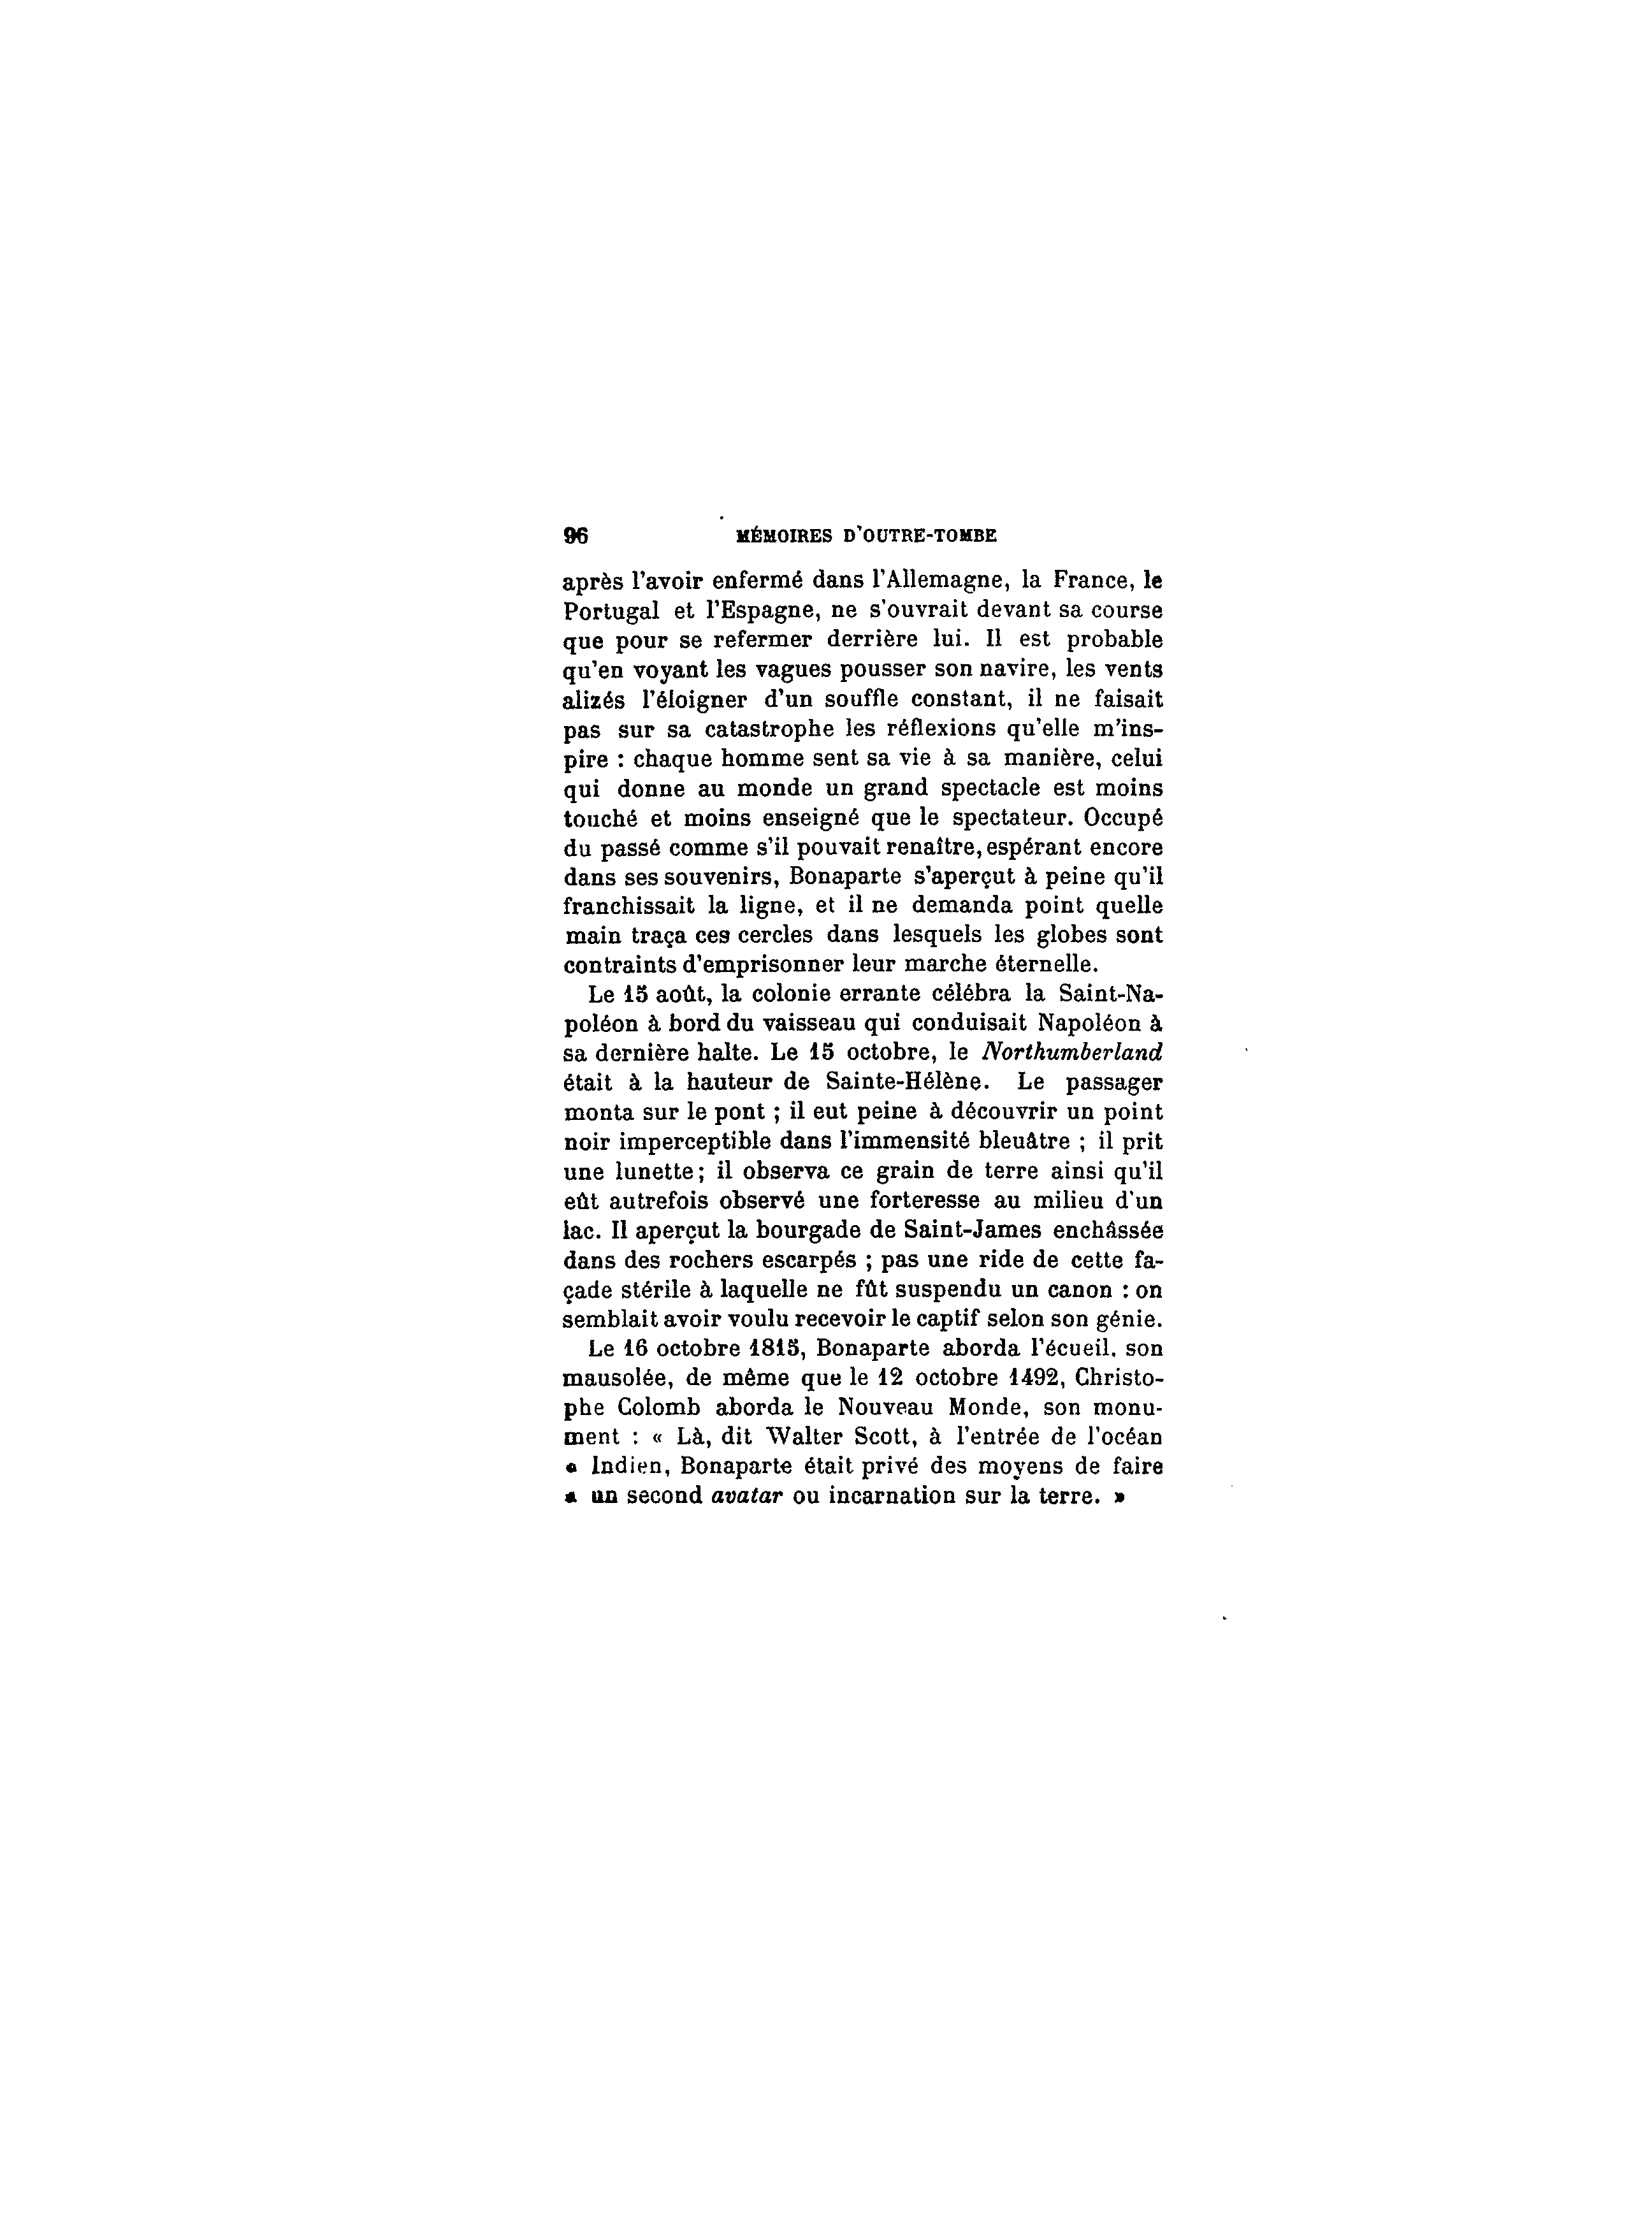 96 MÉMOIRES D'OUTRE-TOMBE
après l'avoir enfermé dans l'Allemagne, la France, le
Portugal et l'Espagne, ne s'ouvrait devant sa course
que pour se refermer derrière lui. Il est probable
qu'en voyant les vagues pousser son navire, les vents
alizés l'éloigner d'un souffle constant, il ne faisait
pas sur sa catastrophe les réflexions qu'elle m'ins-
pire : chaque homme sent sa vie à sa manière, celui
qui donne au monde un grand spectacle est moins
touché et moins enseigné que le spectateur. Occupé
du passé comme s'il pouvait renaître, espérant encore
dans ses souvenirs, Bonaparte s'aperçut à peine qu'il
franchissait la ligne, et il ne demanda point quelle
main traça ces cercles dans lesquels les globes sont
contraints d'emprisonner leur marche éternelle.
Le 15 août, la colonie errante célébra la Saint-Na-
poléon à bord du vaisseau qui conduisait Napoléon à
sa dernière halte. Le 15 octobre, le Northumberland
était à la hauteur de Sainte-Hélène. Le passager
monta sur le pont ; il eut peine à découvrir un point
noir imperceptible dans l'immensité bleuâtre ; il prit
une lunette ; il observa ce grain de terre ainsi qu'il
eût autrefois observé une forteresse au milieu d'un
lac. Il aperçut la bourgade de Saint-James enchâssée
dans des rochers escarpés ; pas une ride de cette fa-
çade stérile à laquelle ne fût suspendu un canon : on
semblait avoir voulu recevoir le captif selon son génie.
Le 16 octobre 1815, Bonaparte aborda l'écueil, son
mausolée, de même que le 12 octobre 1492, Christo-
phe Colomb aborda le Nouveau Monde, son monu-
ment : « Là, dit Walter Scott, à l'entrée de l'océan
« Indien, Bonaparte était privé des moyens de faire
« un second avatar ou incarnation sur la terre. »